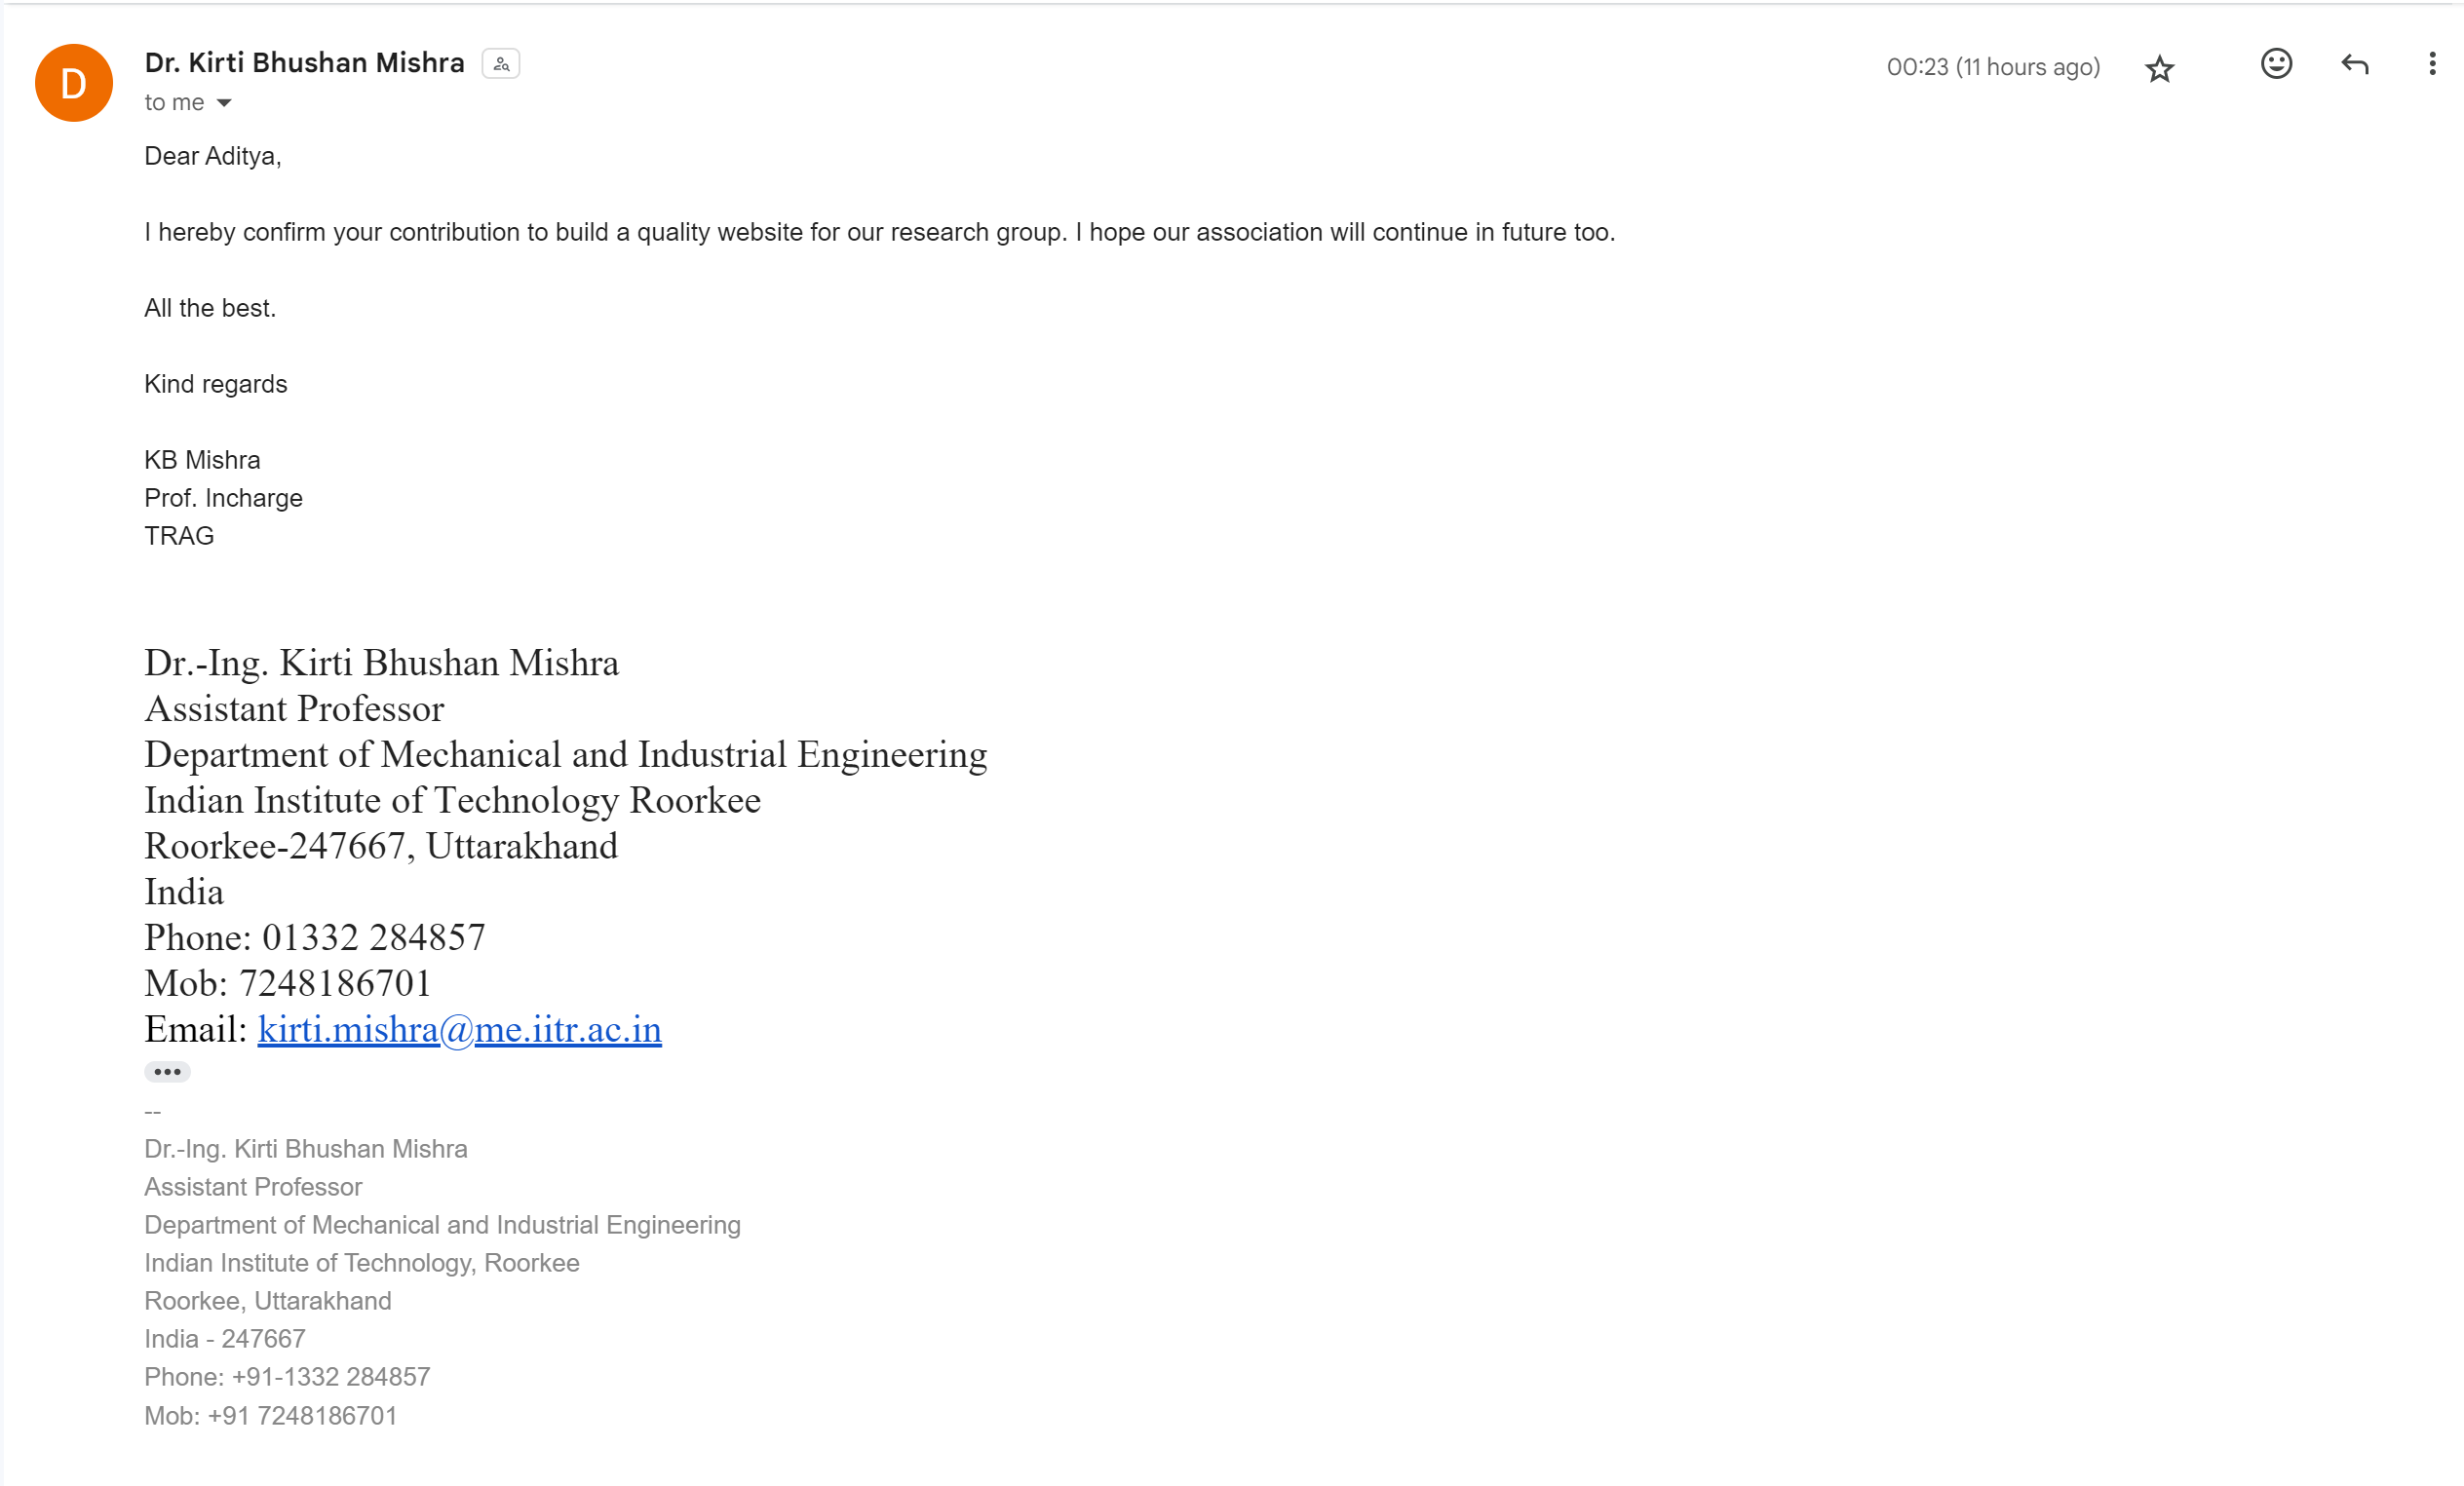 D
Dr. Kirti Bhushan Mishra
00:23 (11 hours ago)
to me
Dear Aditya,
I hereby confirm your contribution to build a quality website for our research group. I hope our association will continue in future too.
All the best.
Kind regards
KB Mishra
Prof. Incharge
TRAG
Dr.-Ing. Kirti Bhushan Mishra
Assistant Professor
Department of Mechanical and Industrial Engineering
Indian Institute of Technology Roorkee
Roorkee-247667, Uttarakhand
India
Phone: 01332 284857
Mob: 7248186701
Email: kirti.mishra@me.iitr.ac.in
--
Dr.-Ing. Kirti Bhushan Mishra
Assistant Professor
Department of Mechanical and Industrial Engineering
Indian Institute of Technology, Roorkee
Roorkee, Uttarakhand
India - 247667
Phone: +91-1332 284857
Mob: +91 7248186701